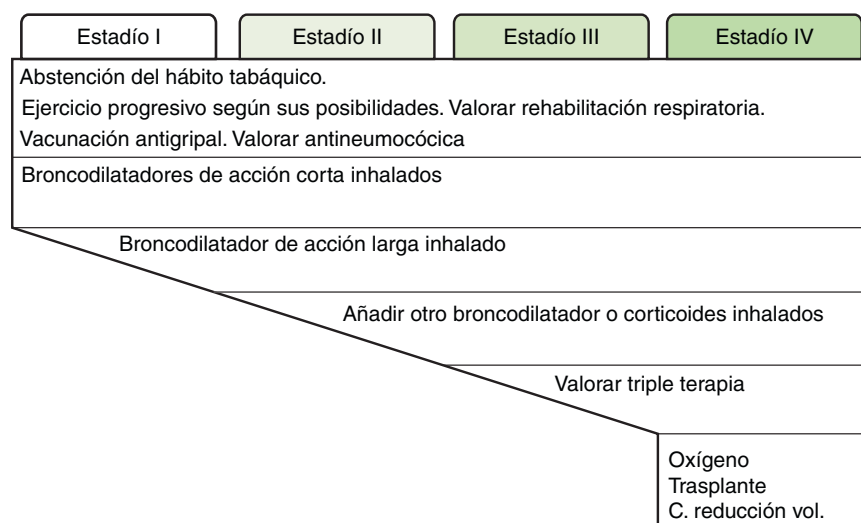 Estadío I
Estadío II
Estadío III
Estadío IV
Abstención del hábito tabáquico.
Ejercicio progresivo según sus posibilidades. Valorar rehabilitación respiratoria.
Vacunación antigripal. Valorar antineumocócica
Broncodilatadores de acción corta inhalados
Broncodilatador de acción larga inhalado
Añadir otro broncodilatador o corticoides inhalados
Valorar triple terapia
Oxígeno
Trasplante
C. reducción vol.